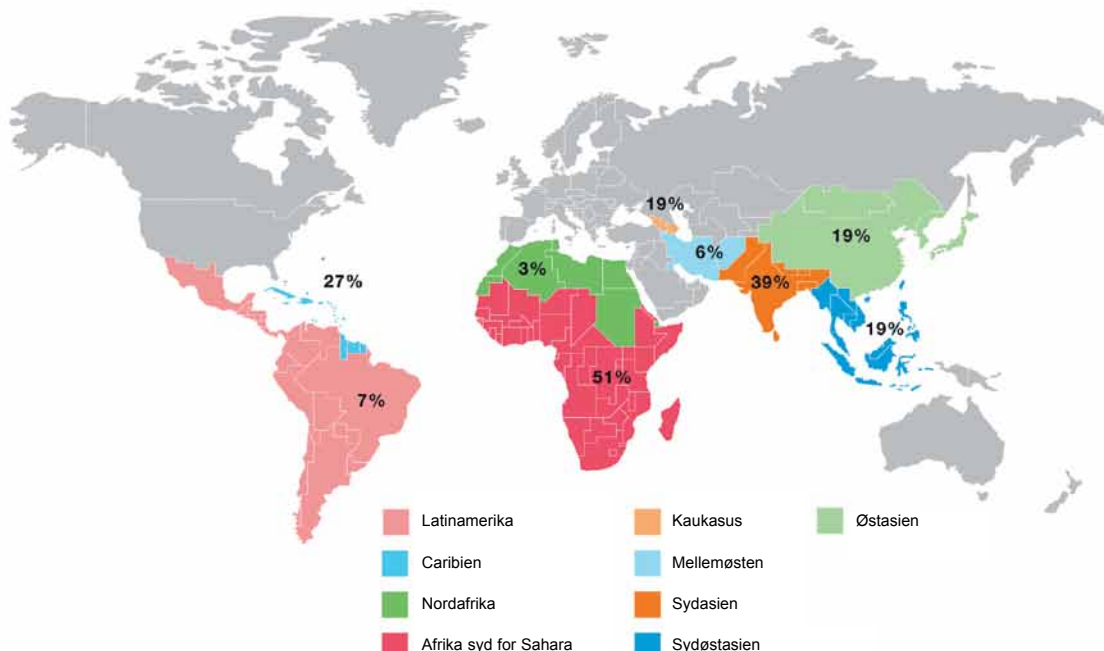 19%
19%
6%
3%
39%
27%
19%
51%
7%
Latinamerika
Caribien
Nordafrika
Afrika syd for Sahara
Kaukasus
Mellemøsten
Sydasien
Sydøstasien
Østasien